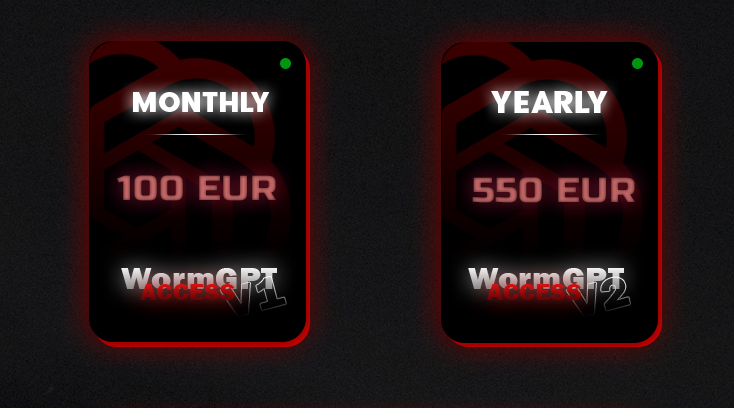 MONTHLY
100 EUR
WormGPT
ACCESS
V1
YEARLY
550 EUR
WormGPT
ACCESS
V2